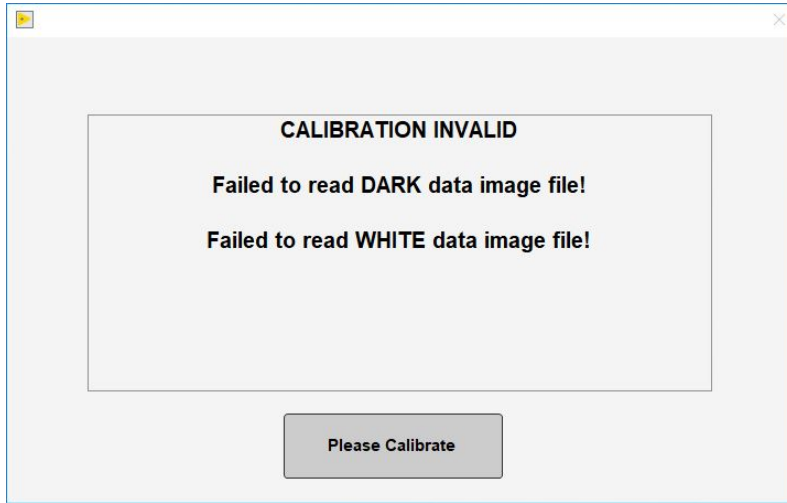 CALIBRATION INVALID
Failed to read DARK data image file!
Failed to read WHITE data image file!
Please Calibrate